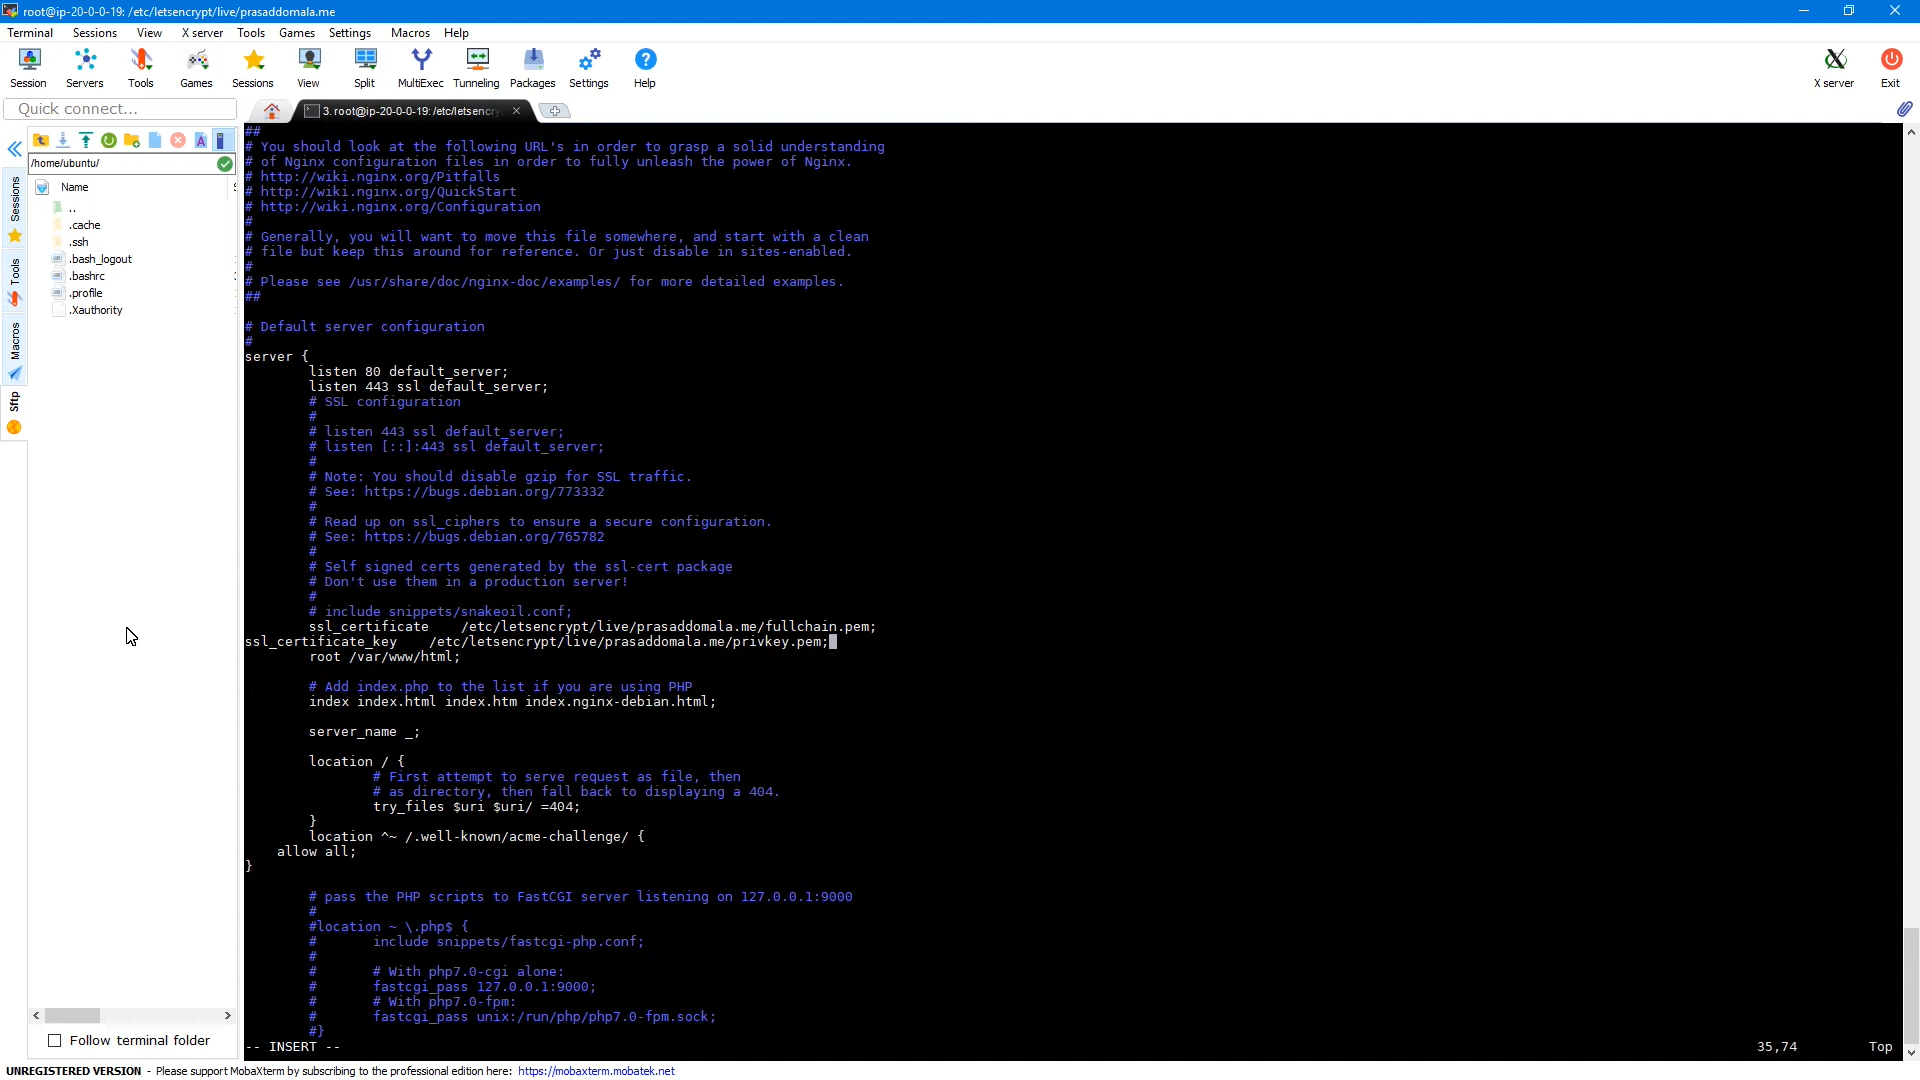 root@ip-20-0-0-19: /etc/letsencrypt/live/prasaddomala.me
Terminal Sessions View X server Tools Games Settings Macros Help
Session Servers Tools Games Sessions View Split MultiExec Tunneling Packages Settings Help X server Exit
Quick connect...
3. root@ip-20-0-0-19: /etc/letsencry
/home/ubuntu/
Name
..
.cache
.ssh
.bash_logout
.bashrc
.profile
.Xauthority
Sessions
Tools
Macros
Sftp
Follow terminal folder
##
# You should look at the following URL's in order to grasp a solid understanding
# of Nginx configuration files in order to fully unleash the power of Nginx.
# http://wiki.nginx.org/Pitfalls
# http://wiki.nginx.org/QuickStart
# http://wiki.nginx.org/Configuration
#
# Generally, you will want to move this file somewhere, and start with a clean
# file but keep this around for reference. Or just disable in sites-enabled.
#
# Please see /usr/share/doc/nginx-doc/examples/ for more detailed examples.
##
# Default server configuration
#
server {
listen 80 default_server;
listen 443 ssl default_server;
# SSL configuration
#
# listen 443 ssl default_server;
# listen [::]:443 ssl default_server;
#
# Note: You should disable gzip for SSL traffic.
# See: https://bugs.debian.org/773332
#
# Read up on ssl_ciphers to ensure a secure configuration.
# See: https://bugs.debian.org/765782
#
# Self signed certs generated by the ssl-cert package
# Don't use them in a production server!
#
# include snippets/snakeoil.conf;
ssl_certificate /etc/letsencrypt/live/prasaddomala.me/fullchain.pem;
ssl_certificate_key /etc/letsencrypt/live/prasaddomala.me/privkey.pem;
root /var/www/html;
# Add index.php to the list if you are using PHP
index index.html index.htm index.nginx-debian.html;
server_name _;
location / {
# First attempt to serve request as file, then
# as directory, then fall back to displaying a 404.
try_files $uri $uri/ =404;
}
location ^~ /.well-known/acme-challenge/ {
allow all;
}
# pass the PHP scripts to FastCGI server listening on 127.0.0.1:9000
#
#location ~ \.php$ {
# include snippets/fastcgi-php.conf;
#
# # With php7.0-cgi alone:
# fastcgi_pass 127.0.0.1:9000;
# # With php7.0-fpm:
# fastcgi_pass unix:/run/php/php7.0-fpm.sock;
#}
-- INSERT -- 35,74 Top
UNREGISTERED VERSION - Please support MobaXterm by subscribing to the professional edition here: https://mobaxterm.mobatek.net